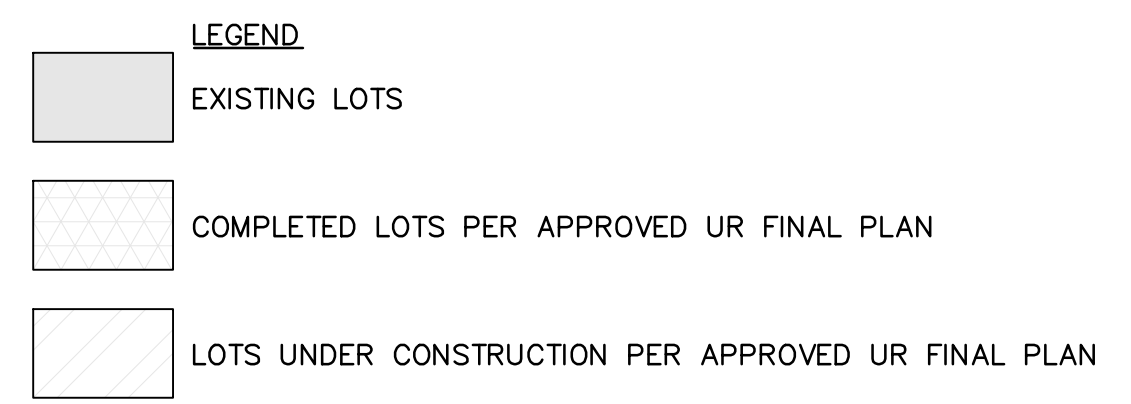 LEGEND
EXISTING LOTS
COMPLETED LOTS PER APPROVED UR FINAL PLAN
LOTS UNDER CONSTRUCTION PER APPROVED UR FINAL PLAN